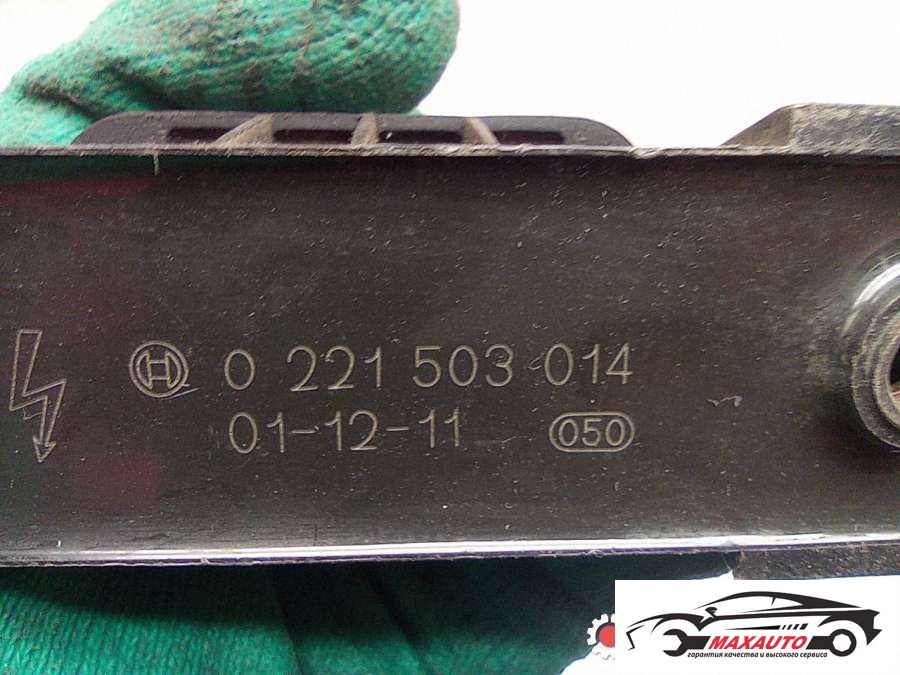 0 221 503 014
01-12-11 050
MAXAUTO
гарантия качества и высокого сервиса